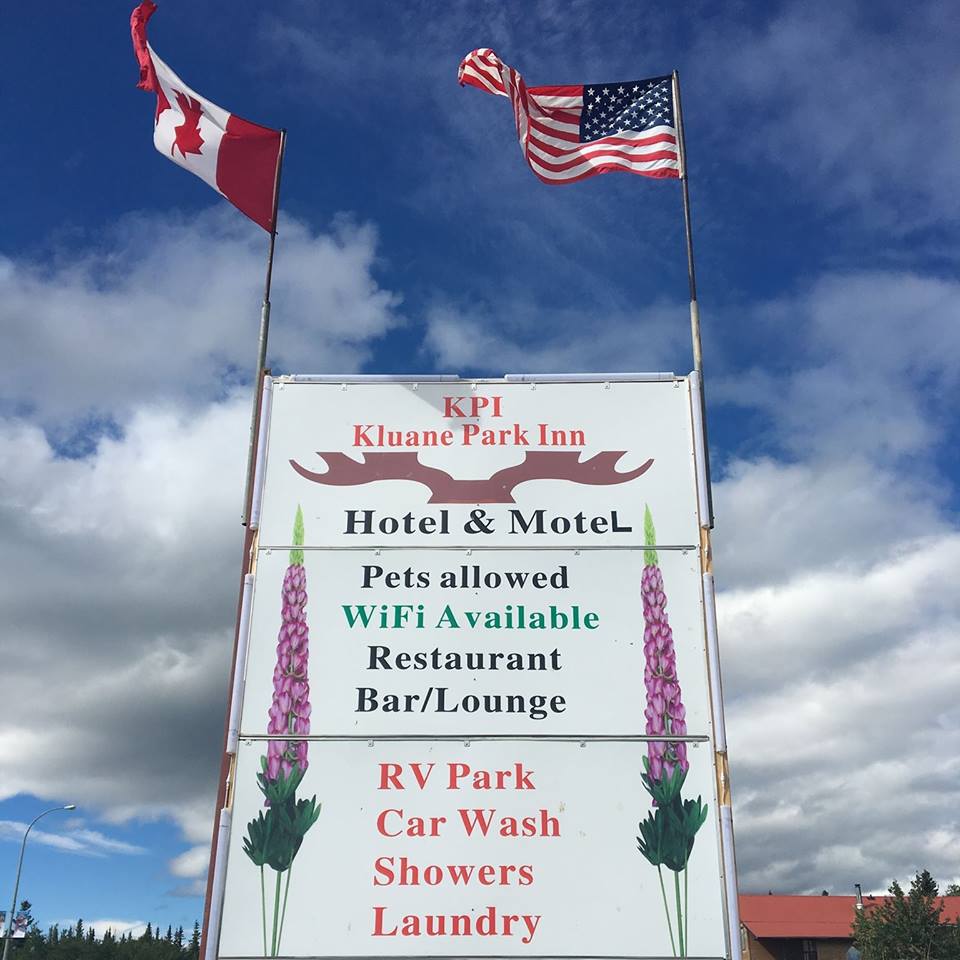 KPI
Kluane Park Inn
Hotel & MoteL
Pets allowed
WiFi Available
Restaurant
Bar/Lounge
RV Park
Car Wash
Showers
Laundry